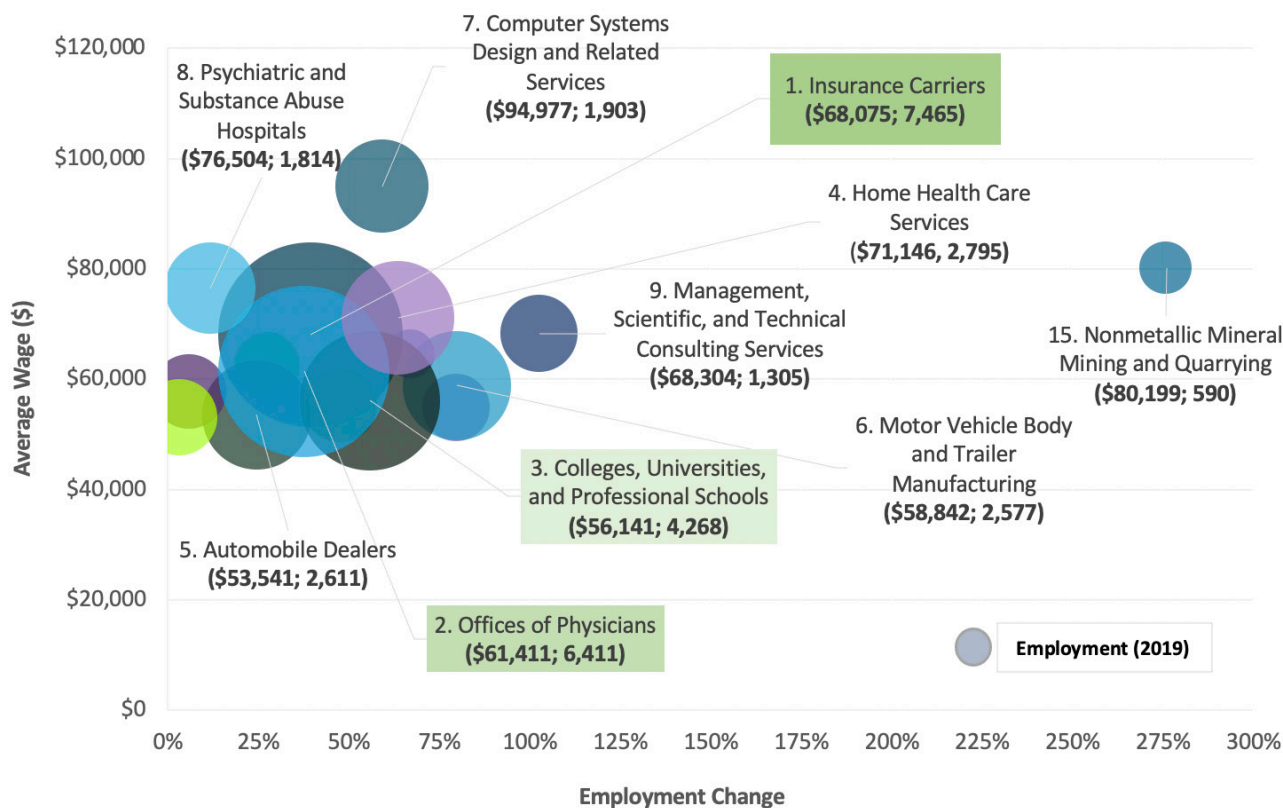 7. Computer Systems
Design and Related
Services
($94,977; 1,903)
8. Psychiatric and
Substance Abuse
Hospitals
($76,504; 1,814)
1. Insurance Carriers
($68,075; 7,465)
4. Home Health Care
Services
($71,146, 2,795)
9. Management,
Scientific, and Technical
Consulting Services
($68,304; 1,305)
15. Nonmetallic Mineral
Mining and Quarrying
($80,199; 590)
6. Motor Vehicle Body
and Trailer
Manufacturing
($58,842; 2,577)
3. Colleges, Universities,
and Professional Schools
($56,141; 4,268)
5. Automobile Dealers
($53,541; 2,611)
2. Offices of Physicians
($61,411; 6,411)
Employment (2019)
Average Wage ($)
$120,000
$100,000
$80,000
$60,000
$40,000
$20,000
$0
0% 25% 50% 75% 100% 125% 150% 175% 200% 225% 250% 275% 300%
Employment Change